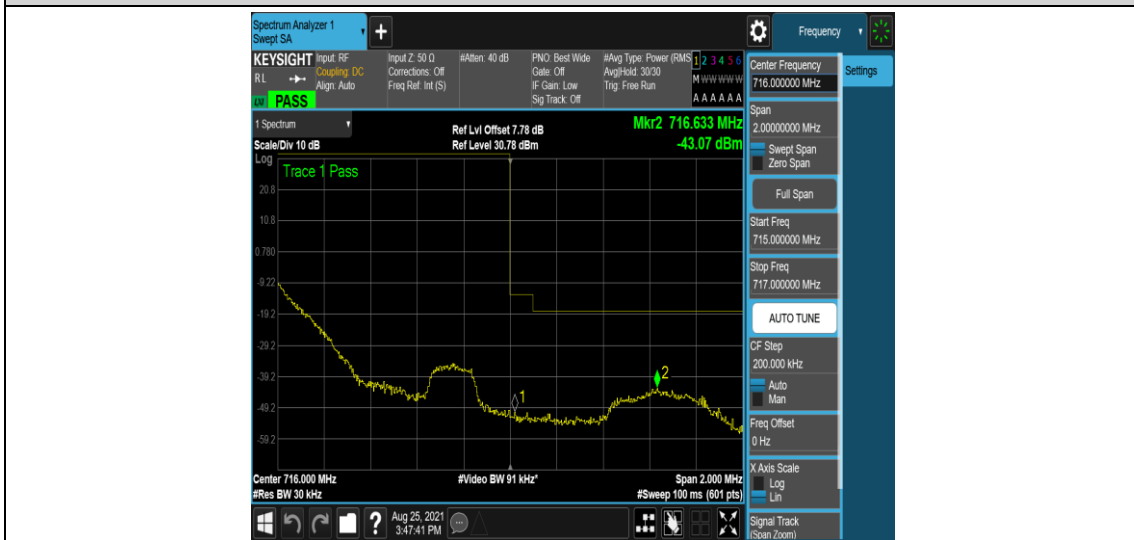 Spectrum Analyzer 1
Swept SA
+
Frequency
KEYSIGHT
RL
LXI
PASS
Input: RF
Coupling: DC
Align: Auto
Input Z: 50 Ω
Corrections: Off
Freq Ref: Int (S)
#Atten: 40 dB
PNO: Best Wide
Gate: Off
IF Gain: Low
Sig Track: Off
#Avg Type: Power (RMS
Avg|Hold: 30/30
Trig: Free Run
1 2 3 4 5 6
M W W W W W
A A A A A A
1 Spectrum
Scale/Div 10 dB
Ref Lvl Offset 7.78 dB
Ref Level 30.78 dBm
Mkr2 716.633 MHz
-43.07 dBm
Log
Trace 1 Pass
20.8
10.8
0.780
-9.22
-19.2
-29.2
-39.2
-49.2
-59.2
1
2
Center 716.000 MHz
#Res BW 30 kHz
#Video BW 91 kHz*
Span 2.000 MHz
#Sweep 100 ms (601 pts)
?
Aug 25, 2021
3:47:41 PM
Center Frequency
716.000000 MHz
Settings
Span
2.00000000 MHz
Swept Span
Zero Span
Full Span
Start Freq
715.000000 MHz
Stop Freq
717.000000 MHz
AUTO TUNE
CF Step
200.000 kHz
Auto
Man
Freq Offset
0 Hz
X Axis Scale
Log
Lin
Signal Track
(Span Zoom)